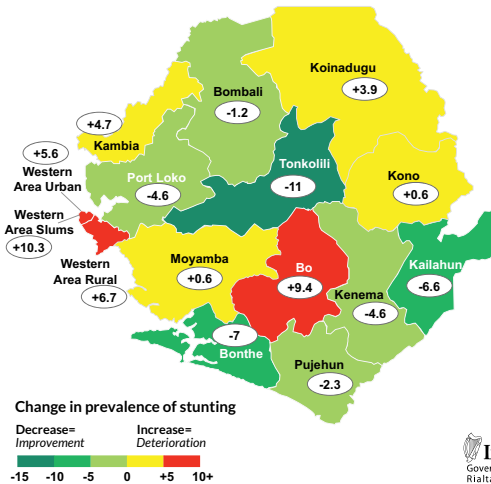 Koinadugu
+3.9
Bombali
-1.2
+4.7
Kambia
+5.6
Western
Area Urban
Port Loko
-4.6
Tonkolili
-11
Kono
+0.6
Western
Area Slums
+10.3
Western
Area Rural
+6.7
Moyamba
+0.6
Bo
+9.4
Kailahun
-6.6
Kenema
-4.6
-7
Bonthe
Pujehun
-2.3
Change in prevalence of stunting
Decrease= Increase=
Improvement Deterioration
-15 -10 -5 0 +5 10+
Gover
Rialta